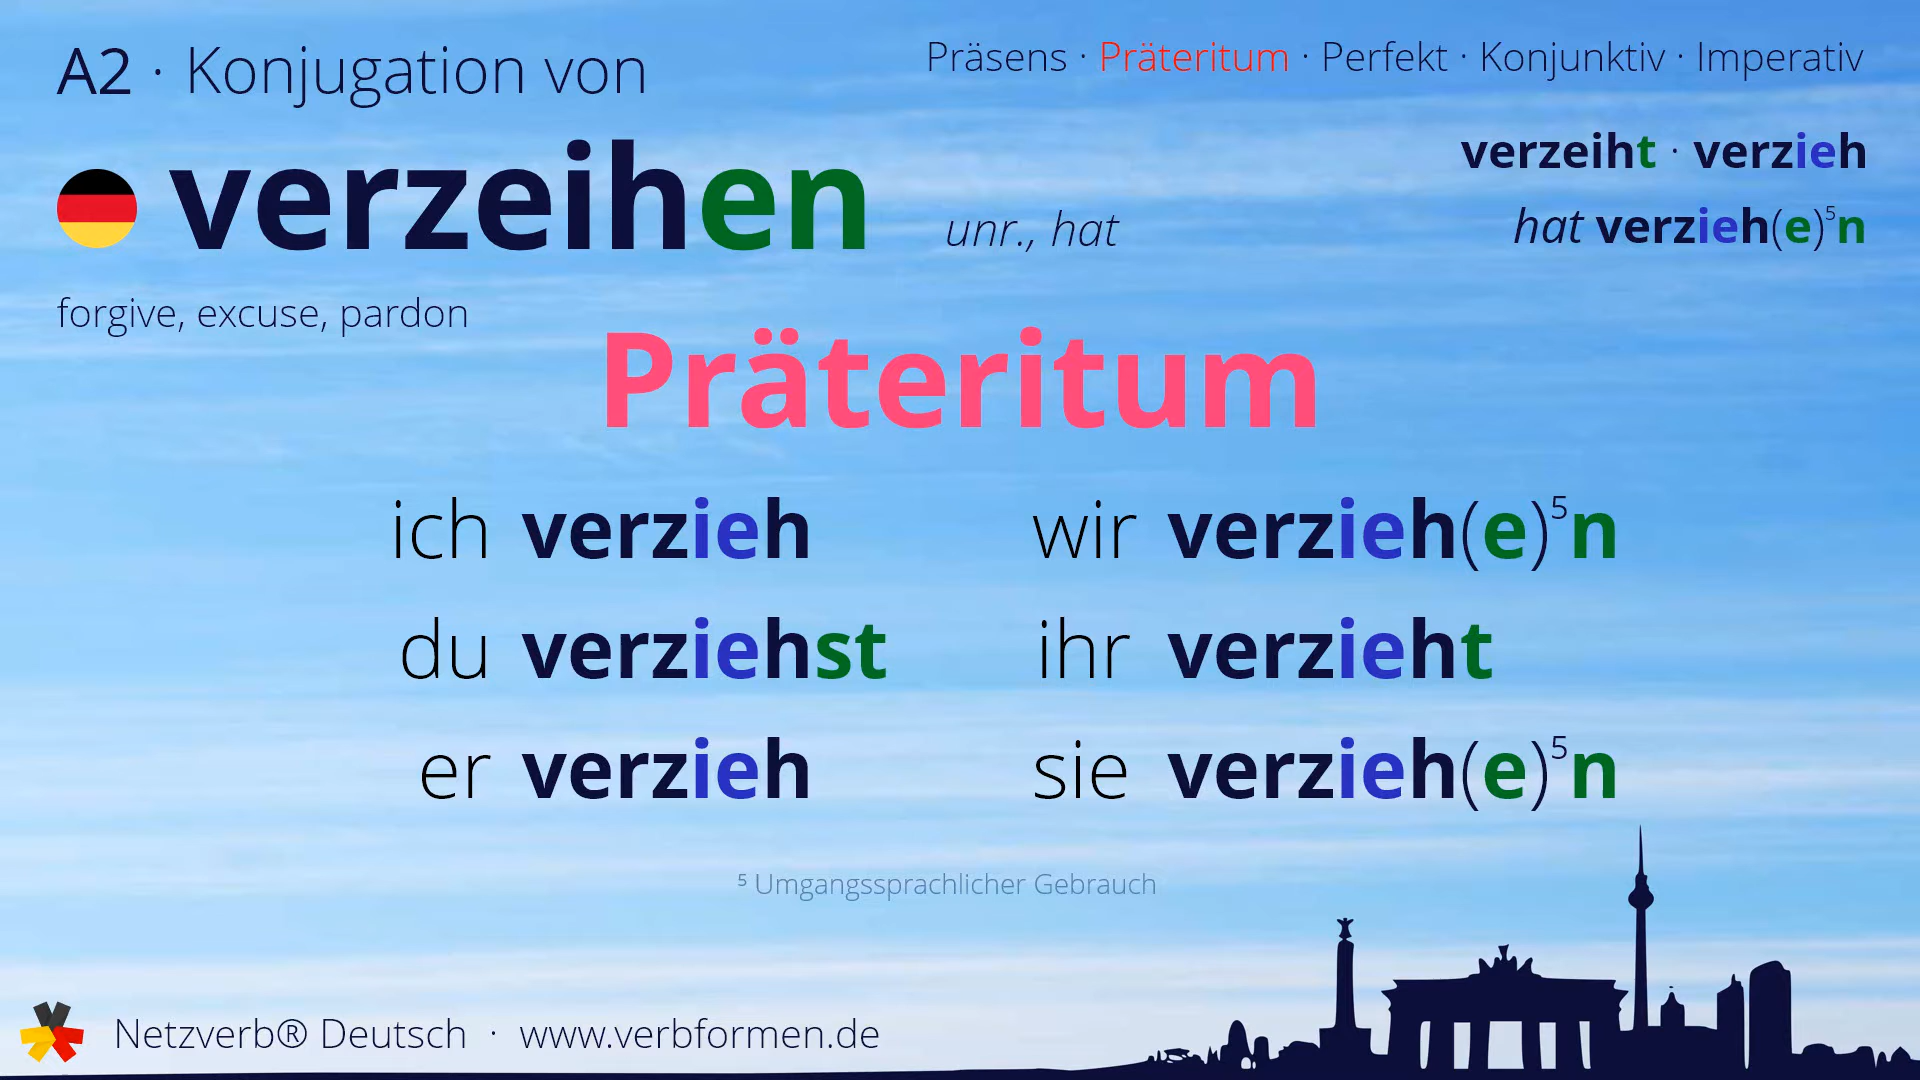 A2 · Konjugation von
Präsens · Präteritum · Perfekt · Konjunktiv · Imperativ
verzeihen
unr., hat
verzeiht · verzieh
hat verzieh(e)⁵n
forgive, excuse, pardon
Präteritum
ich verzieh
du verziehst
er verzieh
wir verzieh(e)⁵n
ihr verzieht
sie verzieh(e)⁵n
⁵ Umgangssprachlicher Gebrauch
Netzverb® Deutsch · www.verbformen.de